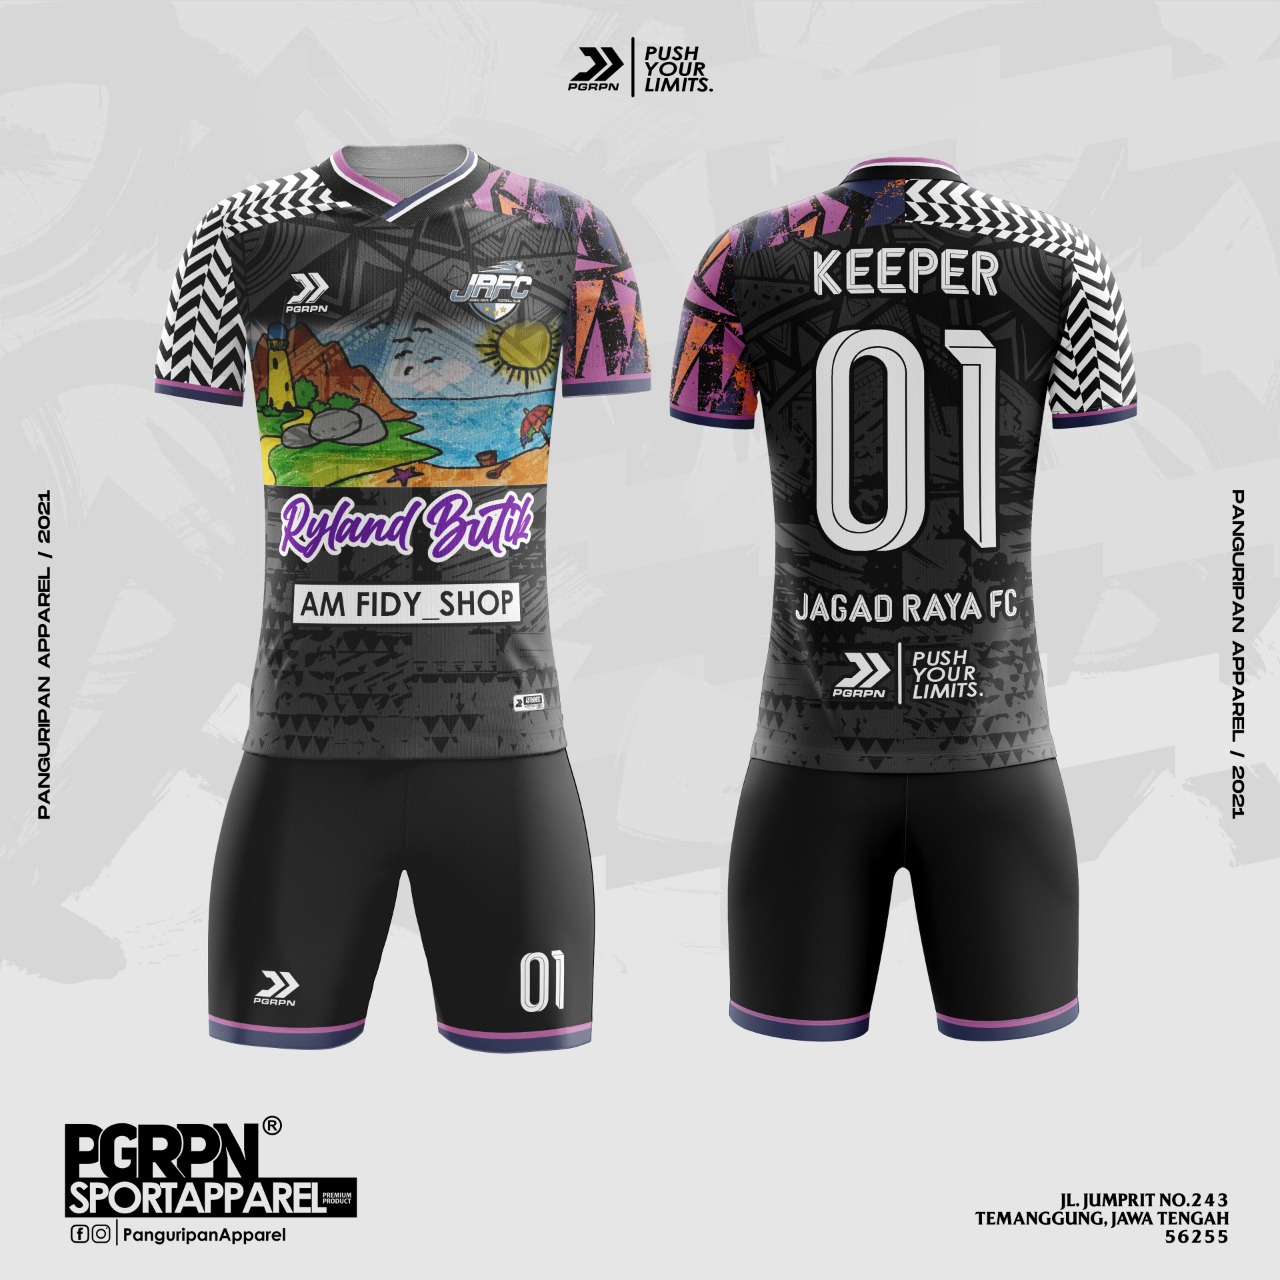 PGRPN
PUSH
YOUR
LIMITS.
PGRPN
JRFC
Ryland Butik
AM FIDY_SHOP
AUTHENTIC
PGRPN
01
KEEPER
01
JAGAD RAYA FC
PGRPN
PUSH
YOUR
LIMITS.
PANGURIPAN APPAREL / 2021
PANGURIPAN APPAREL / 2021
PGRPN®
SPORTAPPAREL PREMIUM
PRODUCT
PanguripanApparel
JL. JUMPRIT NO.243
TEMANGGUNG, JAWA TENGAH
56255